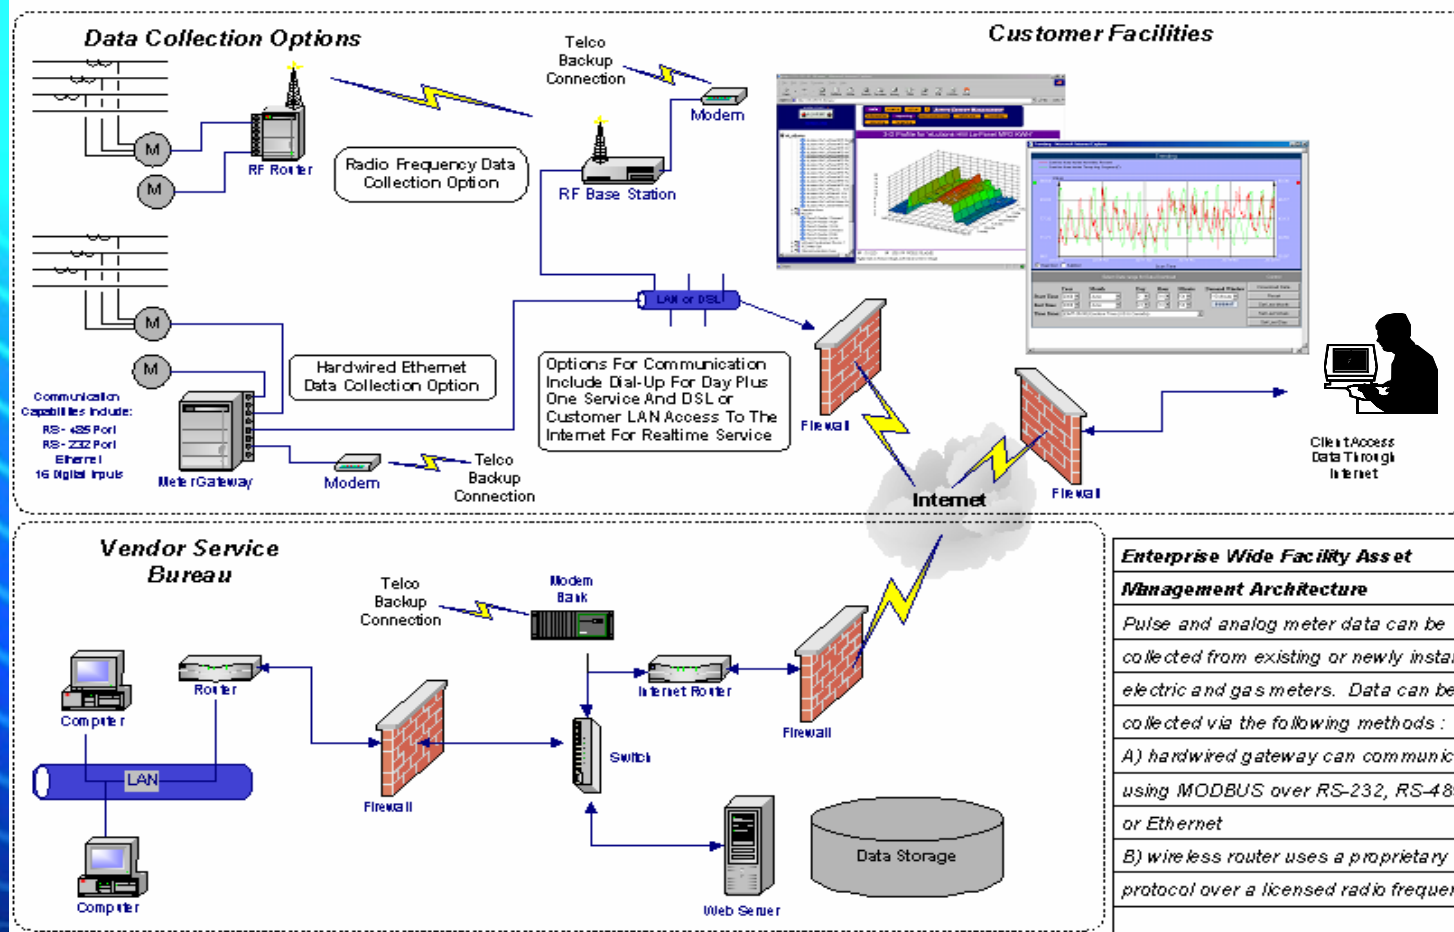 Data Collection Options
Customer Facilities
Telco
Backup
Connection
Modem
M
M
RF Router
Radio Frequency Data
Collection Option
RF Base Station
LAN or DSL
M
M
Hardwired Ethernet
Data Collection Option
Options For Communication
Include Dial-Up For Day Plus
One Service And DSL or
Customer LAN Access To The
Internet For Realtime Service
Communication
Capabilities Include:
RS-485 Port
RS-232 Port
Ethernet
16 Digital Inputs
Meter Gateway
Modem
Telco
Backup
Connection
Firewall
Firewall
Internet
Client Access
Data Through
Internet
Trending
Vendor Service
Bureau
Telco
Backup
Connection
Modem
Bank
Computer
Router
Internet Router
Firewall
Switch
Firewall
LAN
Computer
Web Server
Data Storage
Enterprise Wide Facility Asset
Management Architecture
Pulse and analog meter data can be
collected from existing or newly instal
electric and gas meters. Data can be
collected via the following methods :
A) hardwired gateway can communic
using MODBUS over RS-232, RS-48
or Ethernet
B) wireless router uses a proprietary
protocol over a licensed radio frequen